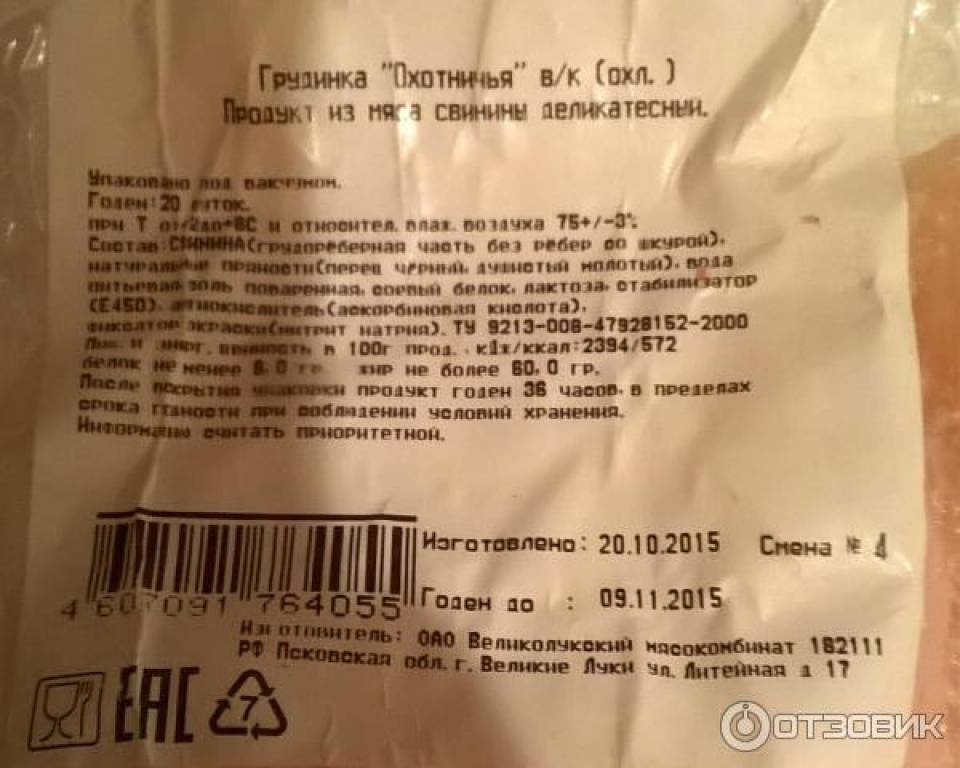 Грудинка "Охотничья" в/к (охл. )
Продукт из мяса свинины деликатесный.
Упаковано под вакуумом.
Годен:20 суток.
при Т от+2до+8С и относител. влаж. воздуха 75+/-3%
Состав:СВИНИНА(грудореберная часть без ребер со шкурой),
натуральные пряности(перец черный, душистый молотый), вода
питьевая, соль поваренная, соевый белок, лактоза, стабилизатор
(Е450), антиокислитель(аскорбиновая кислота),
фиксатор окраски(нитрит натрия). ТУ 9213-008-47928152-2000
Пищ. и энерг. ценность в 100г прод. , кДж/ккал:2394/572
белок не менее 8,0 гр. жир не более 60,0 гр.
После вскрытия упаковки продукт годен 36 часов, в пределах
срока годности при соблюдении условий хранения.
Информацию считать приоритетной.
Изготовлено: 20.10.2015 Смена № 4
Годен до : 09.11.2015
4 607091 764055
Изготовитель: ОАО Великолукский мясокомбинат 182111
РФ Псковская обл. г. Великие Луки ул. Литейная д 17
EAC
7
ОТЗОВИК